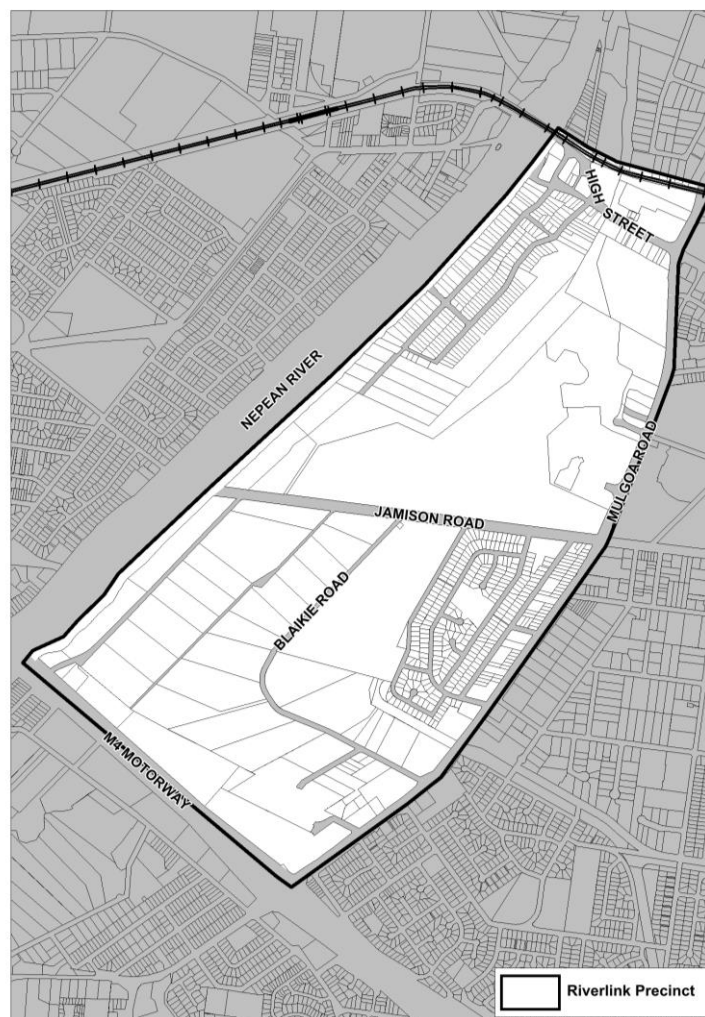 HIGH STREET
NEPEAN RIVER
MULGOA ROAD
JAMISON ROAD
BLAIKIE ROAD
M4 MOTORWAY
Riverlink Precinct